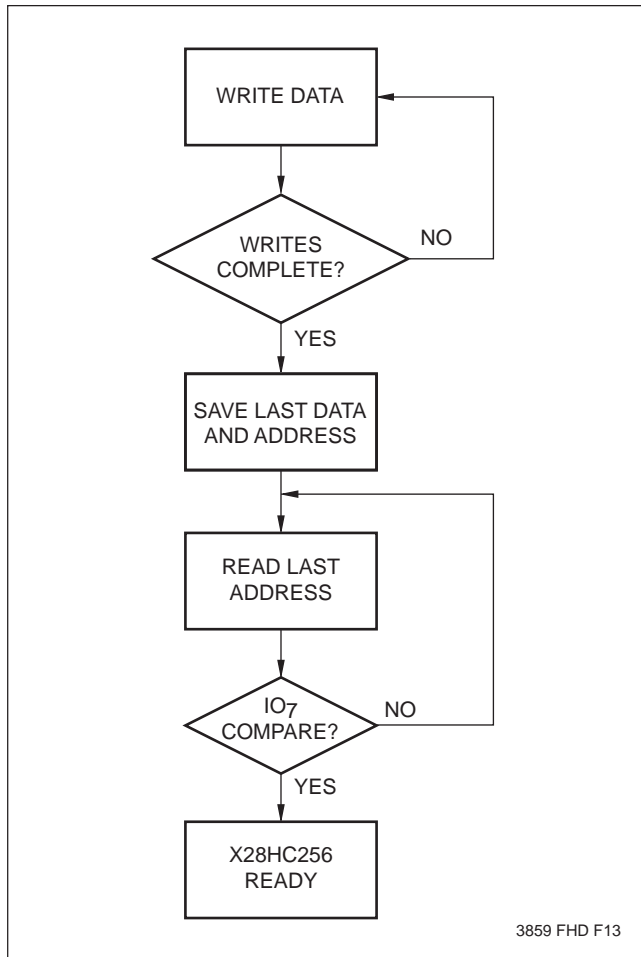 WRITE DATA
WRITES
COMPLETE?
NO
YES
SAVE LAST DATA
AND ADDRESS
READ LAST
ADDRESS
IO7
COMPARE?
NO
YES
X28HC256
READY
3859 FHD F13